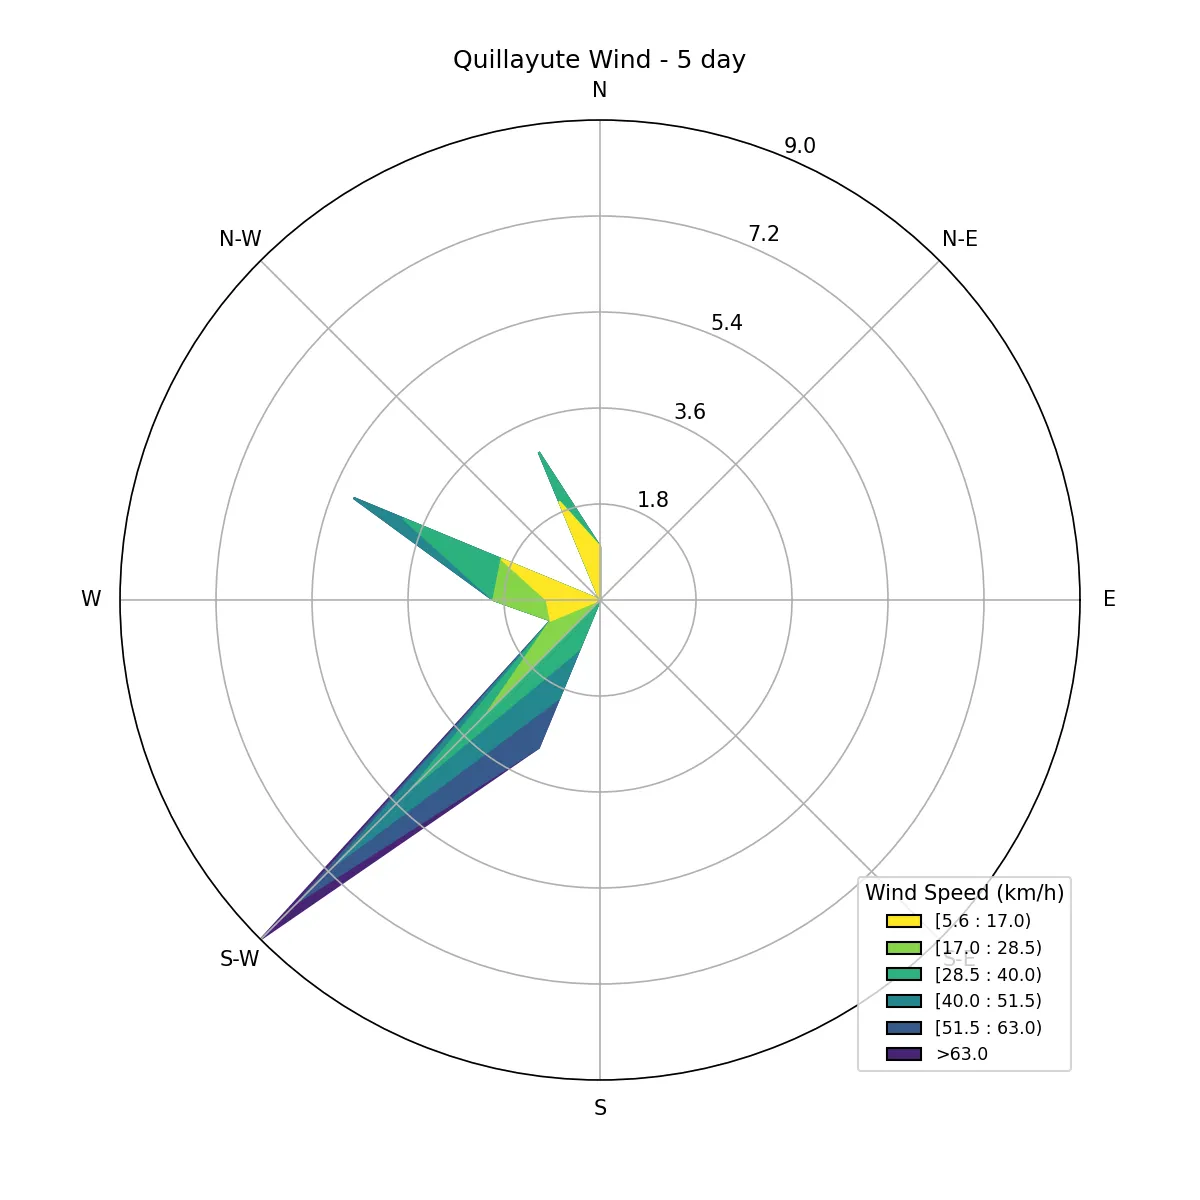 Quillayute Wind - 5 day
N
9.0
N-W
7.2
N-E
5.4
3.6
1.8
W
E
Wind Speed (km/h)
[5.6 : 17.0)
[17.0 : 28.5)
S-W
S-E
[28.5 : 40.0)
[40.0 : 51.5)
[51.5 : 63.0)
>63.0
S